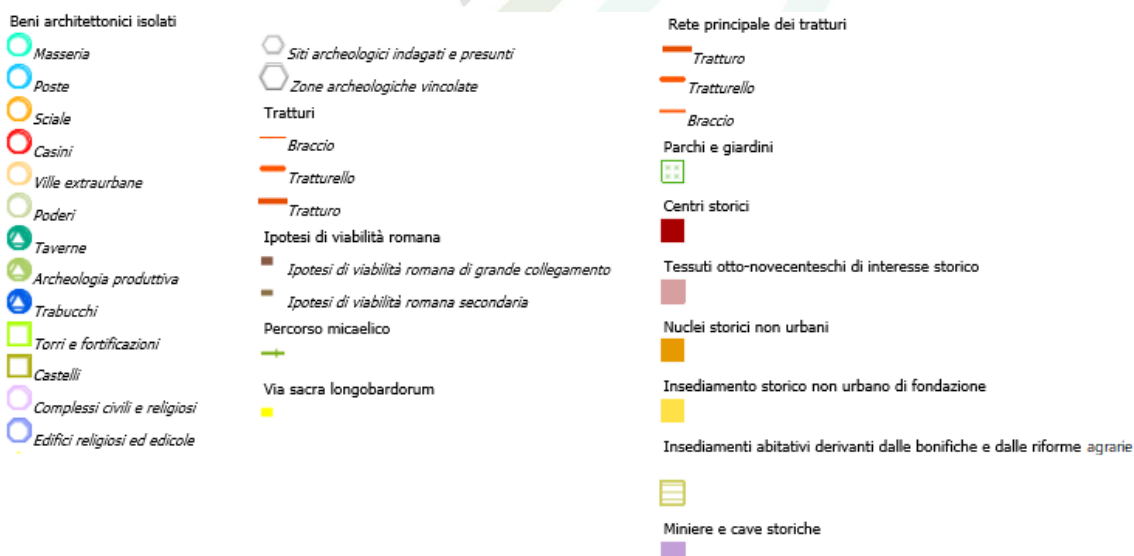 Beni architettonici isolati
Masseria
Poste
Sciale
Casini
Ville extraurbane
Poderi
Taverne
Archeologia produttiva
Trabucchi
Torri e fortificazioni
Castelli
Complessi civili e religiosi
Edifici religiosi ed edicole
Siti archeologici indagati e presunti
Zone archeologiche vincolate
Tratturi
Braccio
Tratturello
Tratturo
Ipotesi di viabilità romana
Ipotesi di viabilità romana di grande collegamento
Ipotesi di viabilità romana secondaria
Percorso micaelico
Via sacra longobardorum
Rete principale dei tratturi
Tratturo
Tratturello
Braccio
Parchi e giardini
Centri storici
Tessuti otto-novecenteschi di interesse storico
Nuclei storici non urbani
Insediamento storico non urbano di fondazione
Insediamenti abitativi derivanti dalle bonifiche e dalle riforme agrarie
Miniere e cave storiche